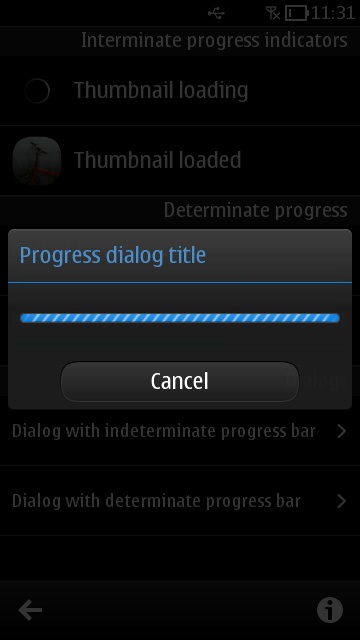 11:31
Interminate progress indicators
Thumbnail loading
Thumbnail loaded
Determinate progress
Progress dialog title
Cancel
Dialog with indeterminate progress bar
Dialog with determinate progress bar